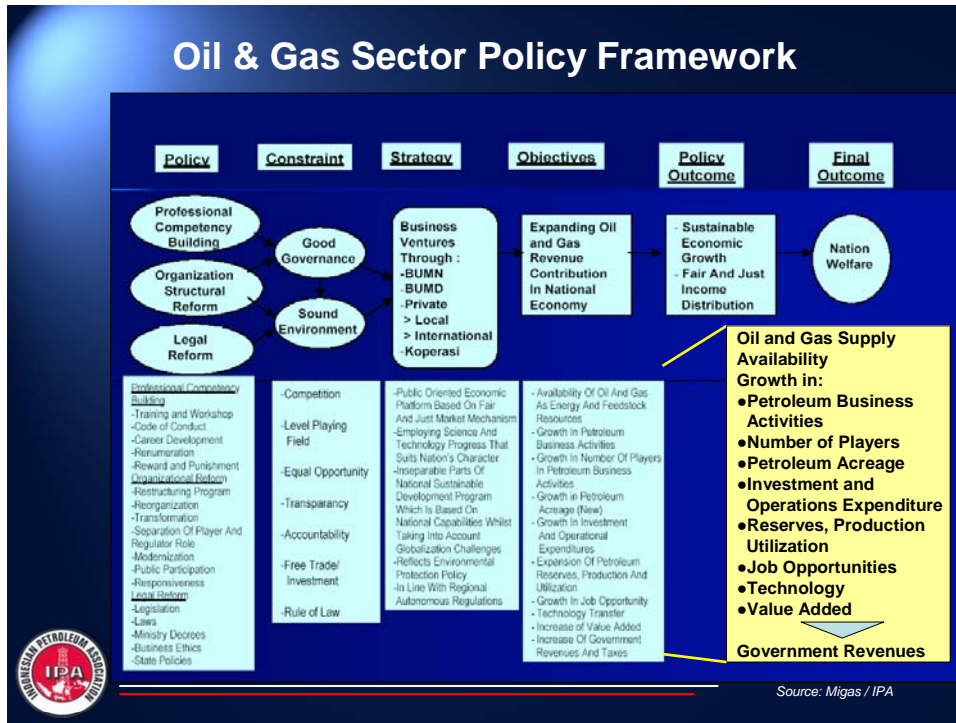 Oil & Gas Sector Policy Framework
Policy
Constraint
Strategy
Objectives
Policy
Outcome
Final
Outcome
Professional
Competency
Building
Organization
Structural
Reform
Legal
Reform
Good
Governance
Sound
Environment
Business
Ventures
Through :
-BUMN
-BUMD
-Private
> Local
> International
-Koperasi
Expanding Oil
and Gas
Revenue
Contribution
In National
Economy
- Sustainable
Economic
Growth
- Fair And Just
Income
Distribution
Nation
Welfare
Professional Competency
Building
-Training and Workshop
-Code of Conduct
-Career Development
-Renumeration
-Reward and Punishment
Organizational Reform
-Restructuring Program
-Reorganization
-Transformation
-Separation Of Player And
Regulator Role
-Modernization
-Public Participation
-Responsiveness
Legal Reform
-Legislation
-Laws
-Ministry Decrees
-Business Ethics
-State Policies
-Competition
-Level Playing
Field
-Equal Opportunity
-Transparency
-Accountability
-Free Trade/
Investment
-Rule of Law
-Public Oriented Economic
Platform Based On Fair
And Just Market Mechanism
-Employing Science And
Technology Progress That
Suits Nation's Character
-Inseparable Parts Of
National Sustainable
Development Program
Which Is Based On
National Capabilities Whilst
Taking Into Account
Globalization Challenges
-Reflects Environmental
Protection Policy
-In Line With Regional
Autonomous Regulations
- Availability Of Oil And Gas
As Energy And Feedstock
Resources
- Growth In Petroleum
Business Activities
- Growth In Number Of Players
In Petroleum Business
Activities
- Growth in Petroleum
Acreage (New)
- Growth In Investment
And Operational
Expenditures
- Expansion Of Petroleum
Reserves, Production And
Utilization
- Growth In Job Opportunity
- Technology Transfer
- Increase of Value Added
- Increase Of Government
Revenues And Taxes
Oil and Gas Supply
Availability
Growth in:
●Petroleum Business
Activities
●Number of Players
●Petroleum Acreage
●Investment and
Operations Expenditure
●Reserves, Production
Utilization
●Job Opportunities
●Technology
●Value Added
Government Revenues
INDONESIAN PETROLEUM ASSOCIATION
IPA
Source: Migas / IPA